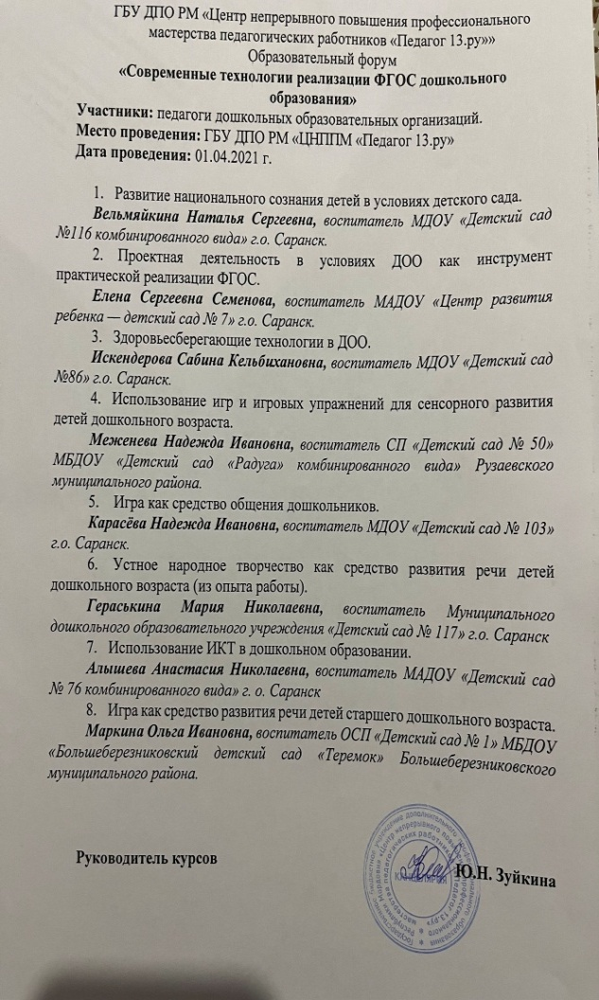 ГБУ ДПО РМ «Центр непрерывного повышения профессионального
мастерства педагогических работников «Педагог 13.ру»»
Образовательный форум
«Современные технологии реализации ФГОС дошкольного
образования»
Участники: педагоги дошкольных образовательных организаций.
Место проведения: ГБУ ДПО РМ «ЦНППМ «Педагог 13.ру»
Дата проведения: 01.04.2021 г.
1. Развитие национального сознания детей в условиях детского сада.
Вельмяйкина Наталья Сергеевна, воспитатель МДОУ «Детский сад
№116 комбинированного вида» г.о. Саранск.
2. Проектная деятельность в условиях ДОО как инструмент
практической реализации ФГОС.
Елена Сергеевна Семенова, воспитатель МАДОУ «Центр развития
ребенка — детский сад № 7» г.о. Саранск.
3. Здоровьесберегающие технологии в ДОО.
Искендерова Сабина Кельбихановна, воспитатель МДОУ «Детский сад
№86» г.о. Саранск.
4. Использование игр и игровых упражнений для сенсорного развития
детей дошкольного возраста.
Меженева Надежда Ивановна, воспитатель СП «Детский сад № 50»
МБДОУ «Детский сад «Радуга» комбинированного вида» Рузаевского
муниципального района.
5. Игра как средство общения дошкольников.
Карасёва Надежда Ивановна, воспитатель МДОУ «Детский сад № 103»
г.о. Саранск.
6. Устное народное творчество как средство развития речи детей
дошкольного возраста (из опыта работы).
Гераськина Мария Николаевна, воспитатель Муниципального
дошкольного образовательного учреждения «Детский сад № 117» г.о. Саранск
7. Использование ИКТ в дошкольном образовании.
Алышева Анастасия Николаевна, воспитатель МАДОУ «Детский сад
№ 76 комбинированного вида» г. о. Саранск
8. Игра как средство развития речи детей старшего дошкольного возраста.
Маркина Ольга Ивановна, воспитатель ОСП «Детский сад № 1» МБДОУ
«Большеберезниковский детский сад «Теремок» Большеберезниковского
муниципального района.
Руководитель курсов
Ю.Н. Зуйкина
КАНЦЕЛЯРИЯ